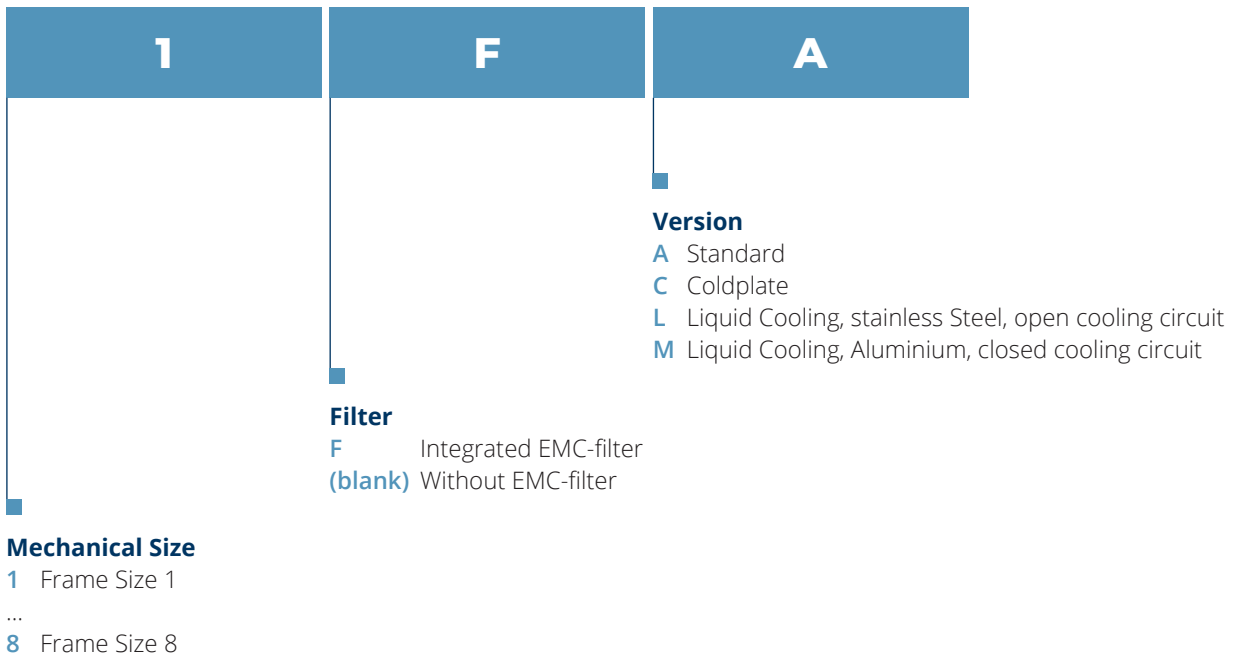 1 F A
Version
A Standard
C Coldplate
L Liquid Cooling, stainless Steel, open cooling circuit
M Liquid Cooling, Aluminium, closed cooling circuit
Filter
F Integrated EMC-filter
(blank) Without EMC-filter
Mechanical Size
1 Frame Size 1
...
8 Frame Size 8